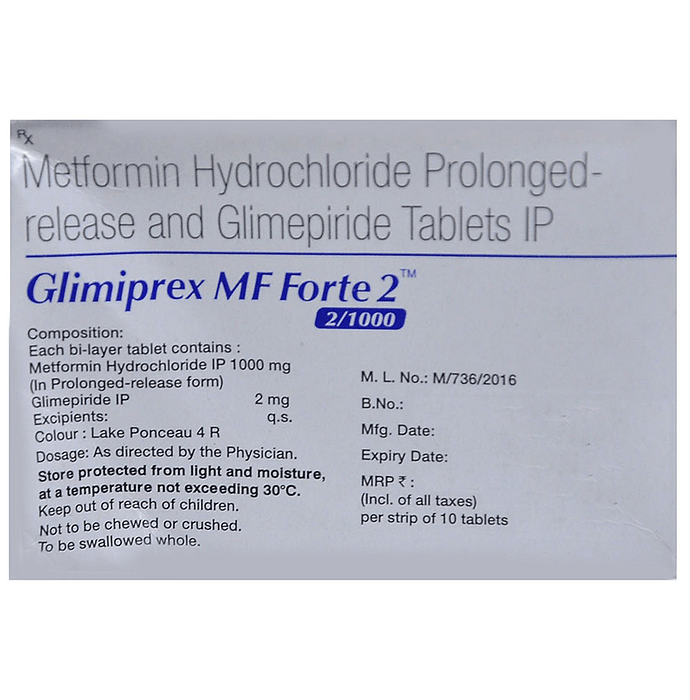 Rx
Metformin Hydrochloride Prolonged-
release and Glimepiride Tablets IP
Glimiprex MF Forte 2™
2/1000
Composition:
Each bi-layer tablet contains :
Metformin Hydrochloride IP 1000 mg
(In Prolonged-release form)
Glimepiride IP 2 mg
Excipients: q.s.
Colour : Lake Ponceau 4 R
Dosage: As directed by the Physician.
Store protected from light and moisture,
at a temperature not exceeding 30°C.
Keep out of reach of children.
Not to be chewed or crushed.
To be swallowed whole.
M. L. No.: M/736/2016
B.No.:
Mfg. Date:
Expiry Date:
MRP ₹ :
(Incl. of all taxes)
per strip of 10 tablets